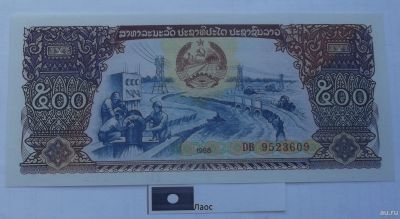 ສາທາລະນະລັດ ປະຊາທິປະໄຕ ປະຊາຊົນລາວ
໕໐໐ ໕໐໐
1988
DB 9523609
Лаос
au.ru